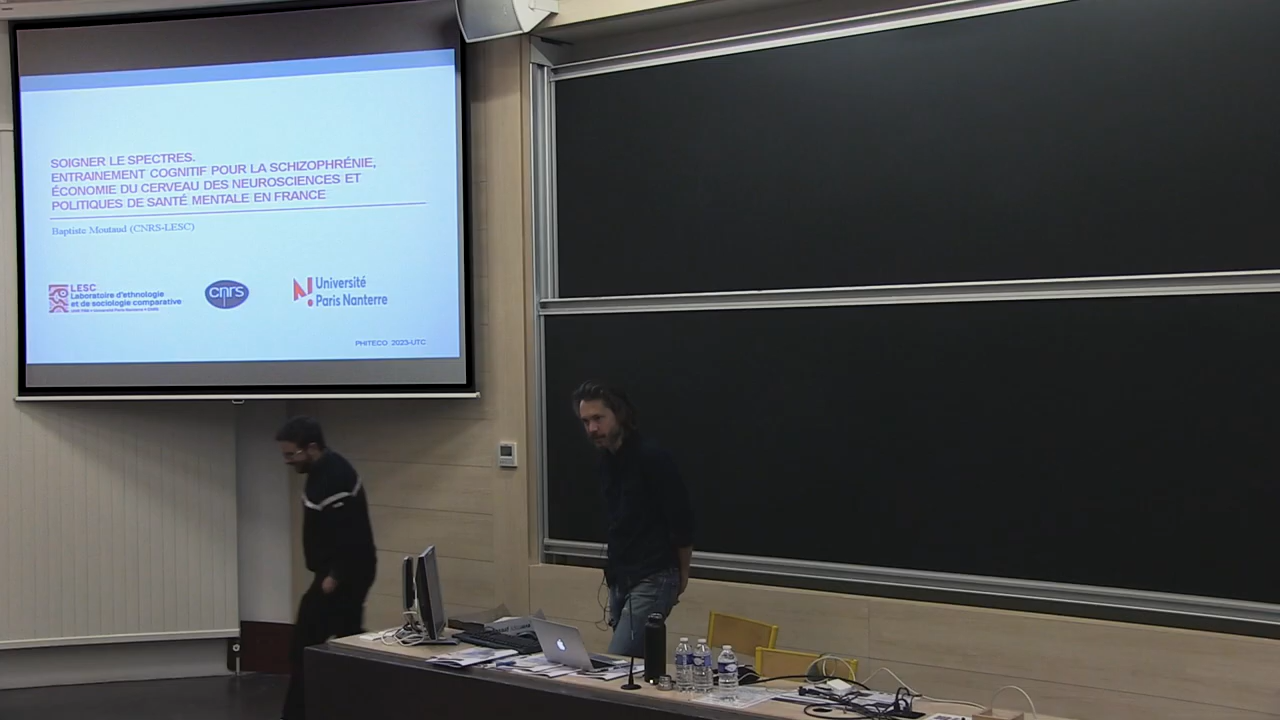 SOIGNER LE SPECTRES.
ENTRAINEMENT COGNITIF POUR LA SCHIZOPHRÉNIE,
ÉCONOMIE DU CERVEAU DES NEUROSCIENCES ET
POLITIQUES DE SANTÉ MENTALE EN FRANCE
Baptiste Moutaud (CNRS-LESC)
LESC
Laboratoire d'ethnologie
et de sociologie comparative
cnrs
Université
Paris Nanterre
PHITECO 2023-UTC